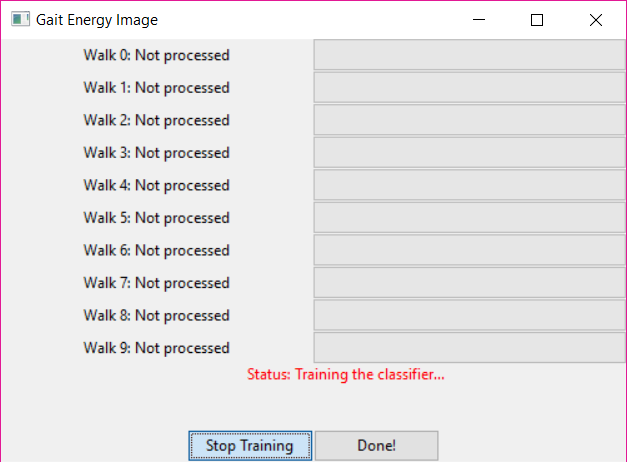 Gait Energy Image
Walk 0: Not processed
Walk 1: Not processed
Walk 2: Not processed
Walk 3: Not processed
Walk 4: Not processed
Walk 5: Not processed
Walk 6: Not processed
Walk 7: Not processed
Walk 8: Not processed
Walk 9: Not processed
Status: Training the classifier...
Stop Training Done!